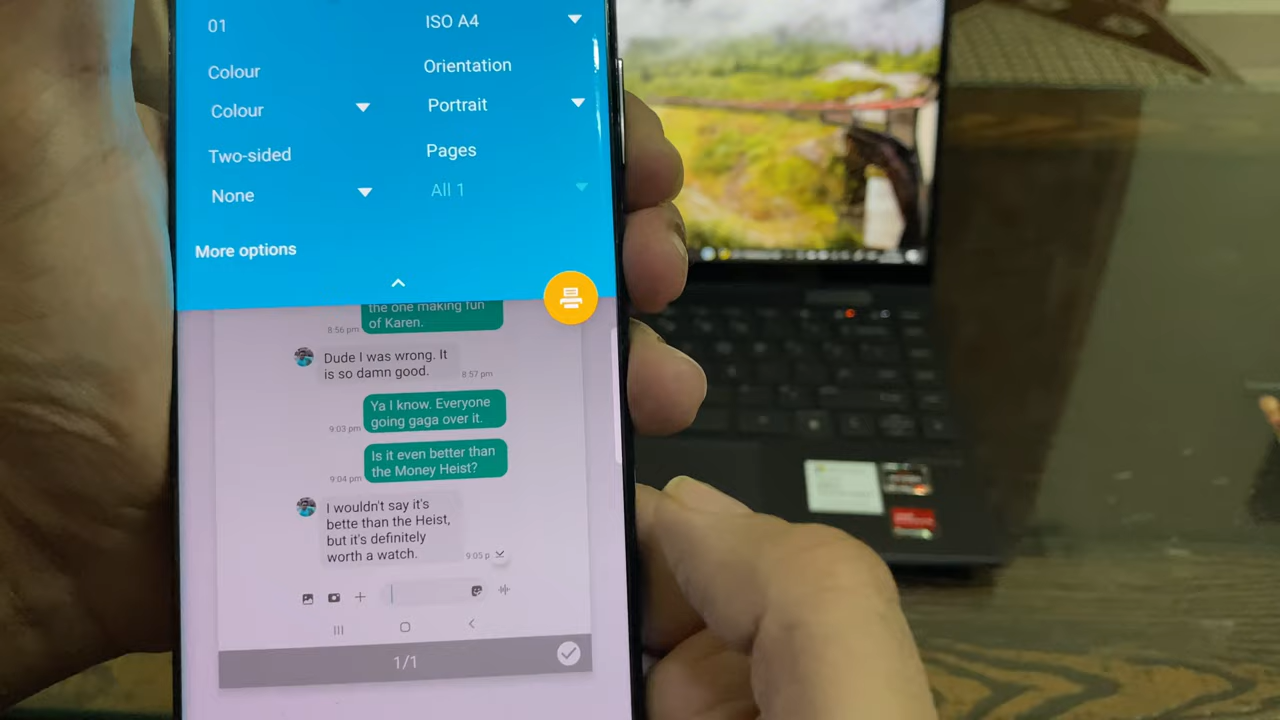 01
ISO A4
Colour
Orientation
Colour
Portrait
Two-sided
Pages
None
All 1
More options
the one making fun
of Karen.
8:56 pm
Dude I was wrong. It
is so damn good.
8:57 pm
Ya I know. Everyone
going gaga over it.
9:03 pm
Is it even better than
the Money Heist?
9:04 pm
I wouldn't say it's
bette than the Heist,
but it's definitely
worth a watch.
9:05 p
1/1